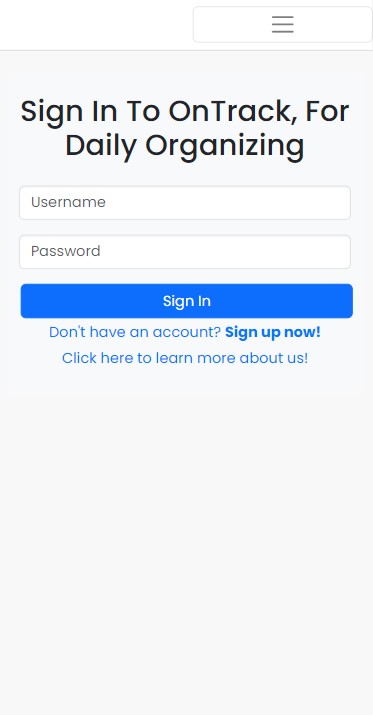 Sign In To OnTrack, For
Daily Organizing
Username
Password
Sign In
Don't have an account? Sign up now!
Click here to learn more about us!